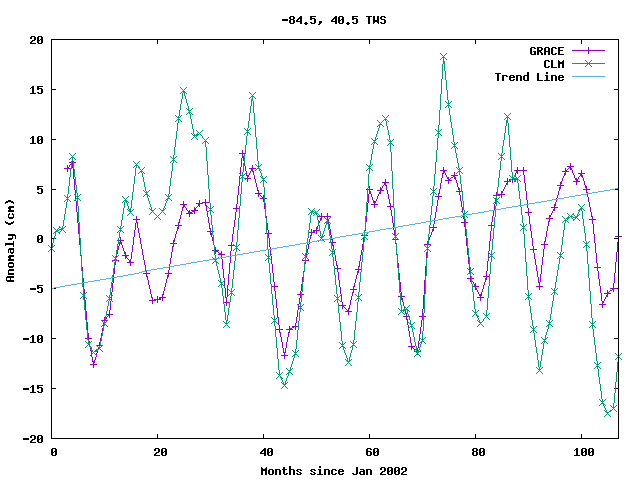 -84.5, 40.5 TWS
20
15
10
5
0
-5
-10
-15
-20
Anomaly (cm)
GRACE
CLM
Trend Line
0 20 40 60 80 100
Months since Jan 2002